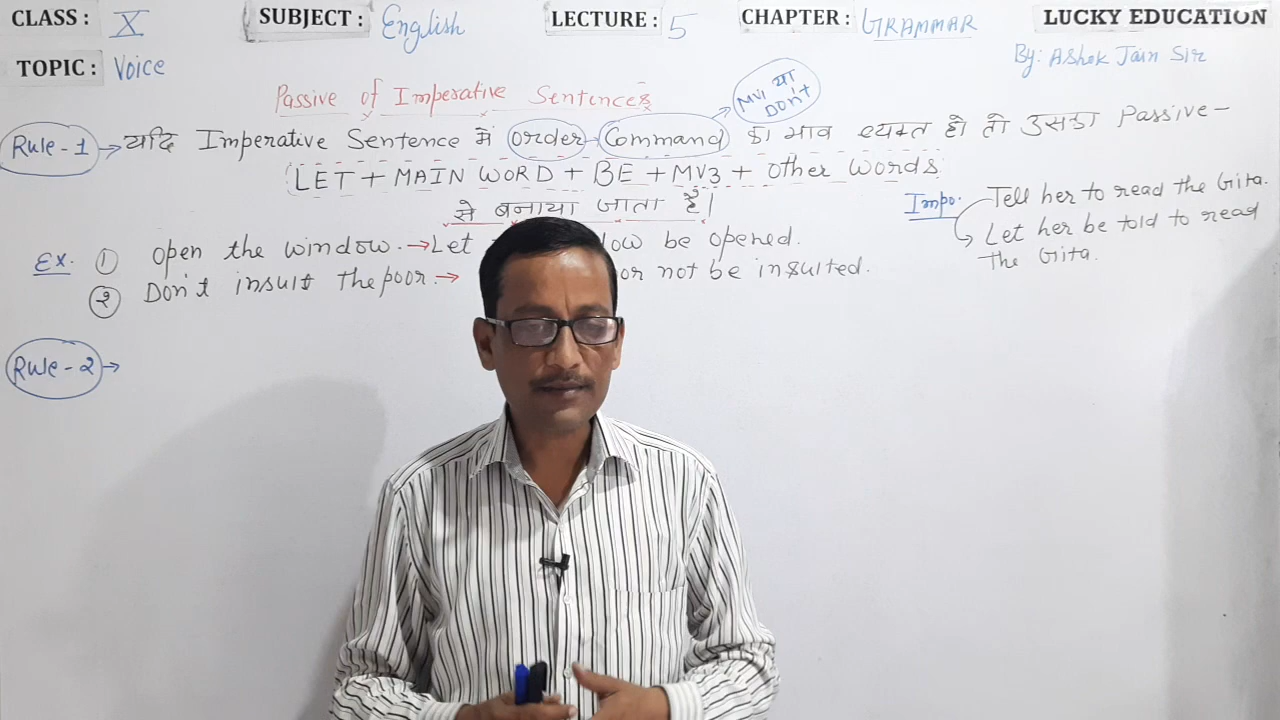 CLASS : X SUBJECT : English LECTURE : 5 CHAPTER : GRAMMAR LUCKY EDUCATION
TOPIC : Voice By: Ashok Jain Sir
Passive of Imperative Sentences
MV1 या Don't
Rule-1 → यदि Imperative Sentence में order - Command का भाव व्यक्त हो तो उसका Passive -
LET + MAIN WORD + BE + MV3 + other words
से बनाया जाता है।
Impo. Tell her to read the Gita.
Let her be told to read
the Gita.
Ex. 1 open the window. → Let be opened.
2 Don't insult the poor. → not be insulted.
Rule-2 →